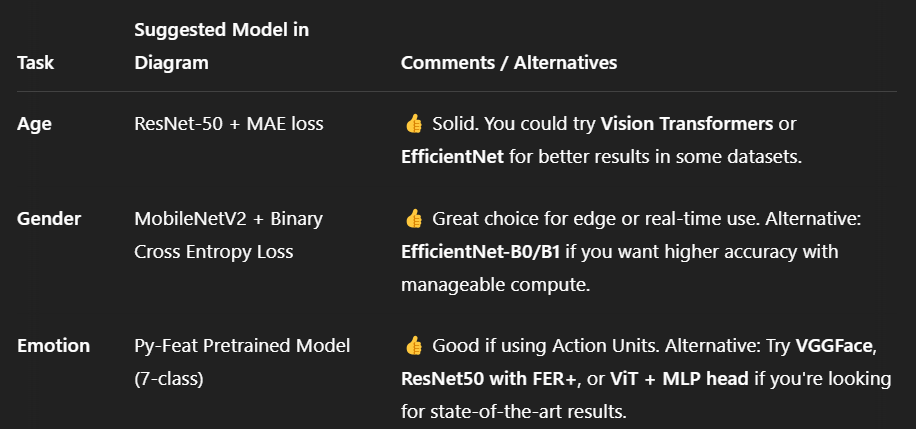 Suggested Model in
Task Diagram Comments / Alternatives
Age ResNet-50 + MAE loss 👍 Solid. You could try Vision Transformers or
EfficientNet for better results in some datasets.
Gender MobileNetV2 + Binary 👍 Great choice for edge or real-time use. Alternative:
Cross Entropy Loss EfficientNet-B0/B1 if you want higher accuracy with
manageable compute.
Emotion Py-Feat Pretrained Model 👍 Good if using Action Units. Alternative: Try VGGFace,
(7-class) ResNet50 with FER+, or ViT + MLP head if you're looking
for state-of-the-art results.